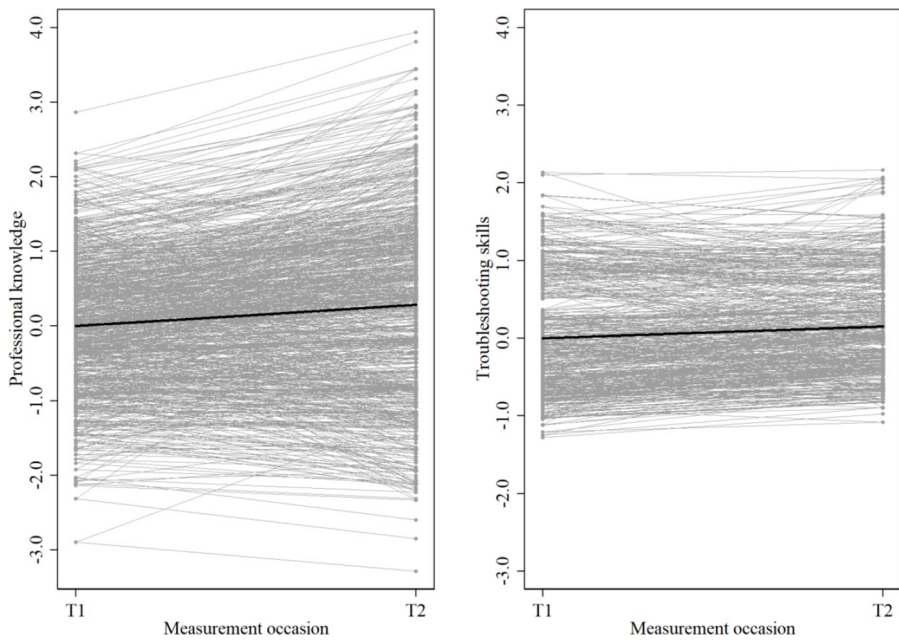 Professional knowledge
4.0
3.0
2.0
1.0
0.0
-1.0
-2.0
-3.0
T1
T2
Measurement occasion
Troubleshooting skills
4.0
3.0
2.0
1.0
0.0
-1.0
-2.0
-3.0
T1
T2
Measurement occasion